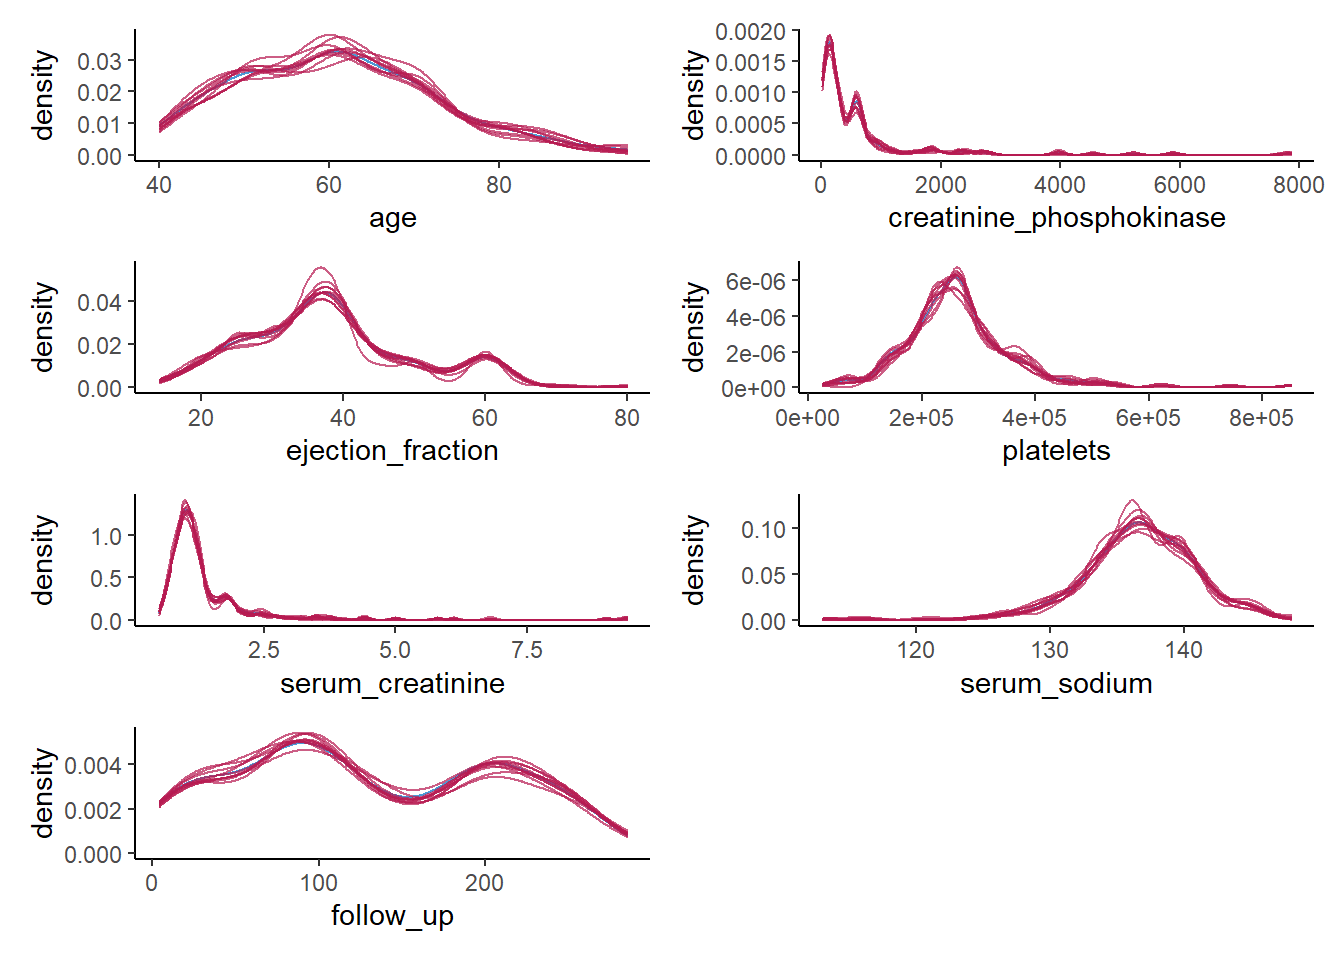 density
0.03
0.02
0.01
0.00
40 60 80
age
density
0.0020
0.0015
0.0010
0.0005
0.0000
0 2000 4000 6000 8000
creatinine_phosphokinase
density
0.04
0.02
0.00
20 40 60 80
ejection_fraction
density
6e-06
4e-06
2e-06
0e+00
0e+00 2e+05 4e+05 6e+05 8e+05
platelets
density
1.0
0.5
0.0
2.5 5.0 7.5
serum_creatinine
density
0.10
0.05
0.00
120 130 140
serum_sodium
density
0.004
0.002
0.000
0 100 200
follow_up